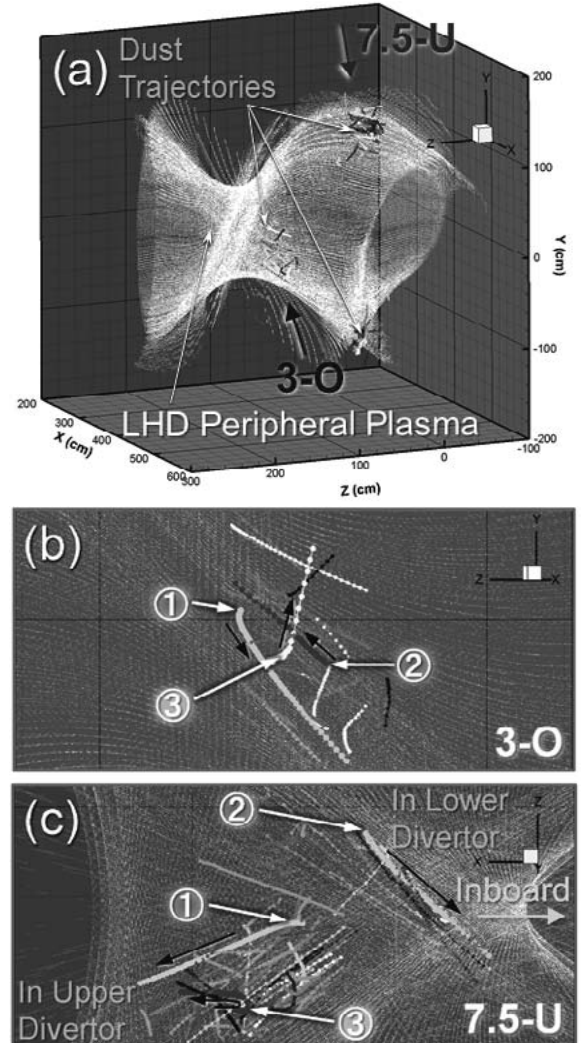 (a)
Dust
Trajectories
7.5-U
3-O
LHD Peripheral Plasma
Y
Z
X
200
100
0
-100
-200
Y (cm)
200
300
400
500
600
X (cm)
300
200
100
0
-100
Z (cm)
(b)
①
②
③
Y
Z
X
3-O
(c)
②
In Lower
Divertor
Z
X
Y
①
Inboard
In Upper
Divertor
③
7.5-U